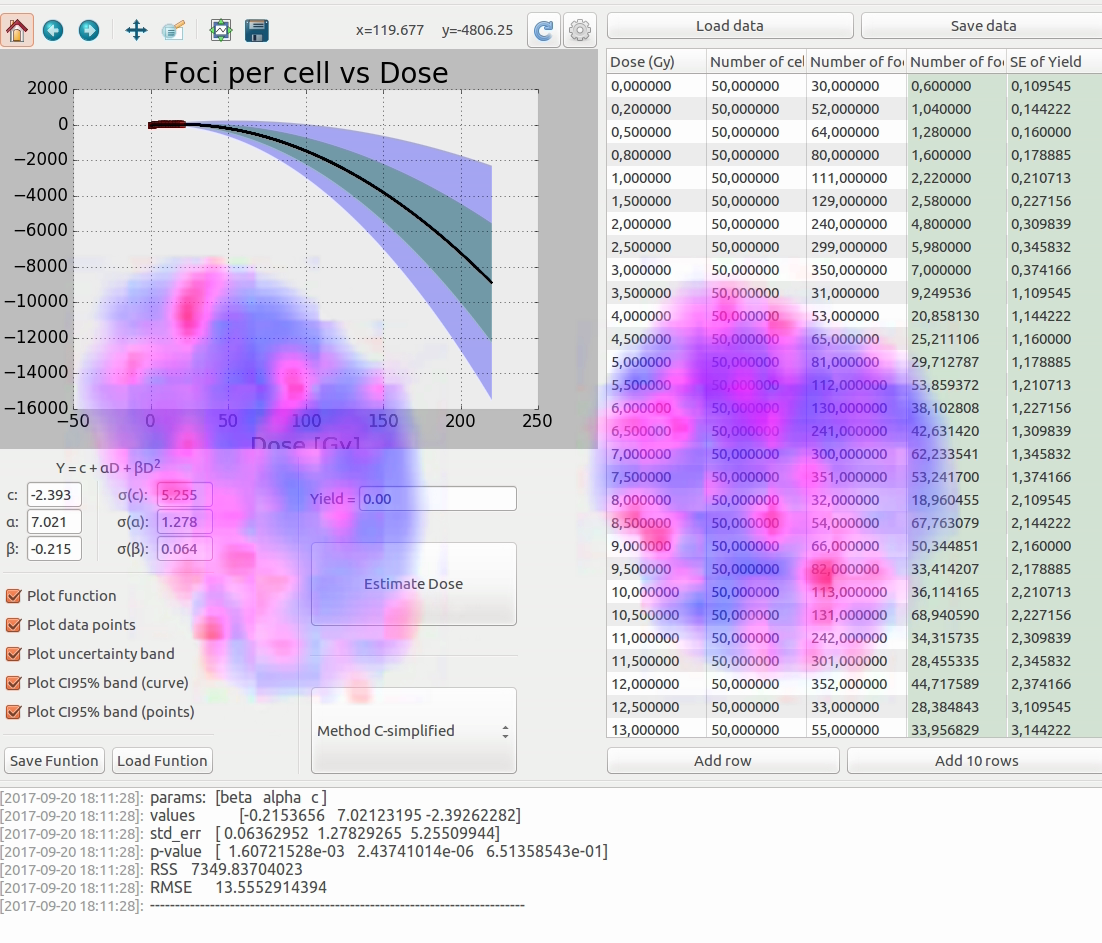 x=119.677 y=-4806.25
Load data
Save data
Foci per cell vs Dose
2000
0
−2000
−4000
−6000
−8000
−10000
−12000
−14000
−16000
−50 0 50 100 150 200 250
Dose [Gy]
Y = c + αD + βD²
c: -2.393 σ(c): 5.255
α: 7.021 σ(α): 1.278
β: -0.215 σ(β): 0.064
Yield = 0.00
Estimate Dose
Plot function
Plot data points
Plot uncertainty band
Plot CI95% band (curve)
Plot CI95% band (points)
Method C-simplified
Save Funtion
Load Funtion
Dose (Gy) Number of cel Number of fo Number of fo SE of Yield
0,000000 50,000000 30,000000 0,600000 0,109545
0,200000 50,000000 52,000000 1,040000 0,144222
0,500000 50,000000 64,000000 1,280000 0,160000
0,800000 50,000000 80,000000 1,600000 0,178885
1,000000 50,000000 111,000000 2,220000 0,210713
1,500000 50,000000 129,000000 2,580000 0,227156
2,000000 50,000000 240,000000 4,800000 0,309839
2,500000 50,000000 299,000000 5,980000 0,345832
3,000000 50,000000 350,000000 7,000000 0,374166
3,500000 50,000000 31,000000 9,249536 1,109545
4,000000 50,000000 53,000000 20,858130 1,144222
4,500000 50,000000 65,000000 25,211106 1,160000
5,000000 50,000000 81,000000 29,712787 1,178885
5,500000 50,000000 112,000000 53,859372 1,210713
6,000000 50,000000 130,000000 38,102808 1,227156
6,500000 50,000000 241,000000 42,631420 1,309839
7,000000 50,000000 300,000000 62,233541 1,345832
7,500000 50,000000 351,000000 53,241700 1,374166
8,000000 50,000000 32,000000 18,960455 2,109545
8,500000 50,000000 54,000000 67,763079 2,144222
9,000000 50,000000 66,000000 50,344851 2,160000
9,500000 50,000000 82,000000 33,414207 2,178885
10,000000 50,000000 113,000000 36,114165 2,210713
10,500000 50,000000 131,000000 68,940590 2,227156
11,000000 50,000000 242,000000 34,315735 2,309839
11,500000 50,000000 301,000000 28,455335 2,345832
12,000000 50,000000 352,000000 44,717589 2,374166
12,500000 50,000000 33,000000 28,384843 3,109545
13,000000 50,000000 55,000000 33,956829 3,144222
Add row
Add 10 rows
[2017-09-20 18:11:28]: params: [beta alpha c ]
[2017-09-20 18:11:28]: values [-0.2153656 7.02123195 -2.39262282]
[2017-09-20 18:11:28]: std_err [ 0.06362952 1.27829265 5.25509944]
[2017-09-20 18:11:28]: p-value [ 1.60721528e-03 2.43741014e-06 6.51358543e-01]
[2017-09-20 18:11:28]: RSS 7349.83704023
[2017-09-20 18:11:28]: RMSE 13.5552914394
[2017-09-20 18:11:28]: ---------------------------------------------------------------------------